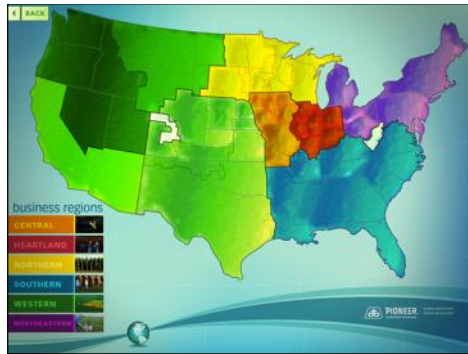 BACK
business regions
CENTRAL
HEARTLAND
NORTHERN
SOUTHERN
WESTERN
NORTHEASTERN
PIONEER